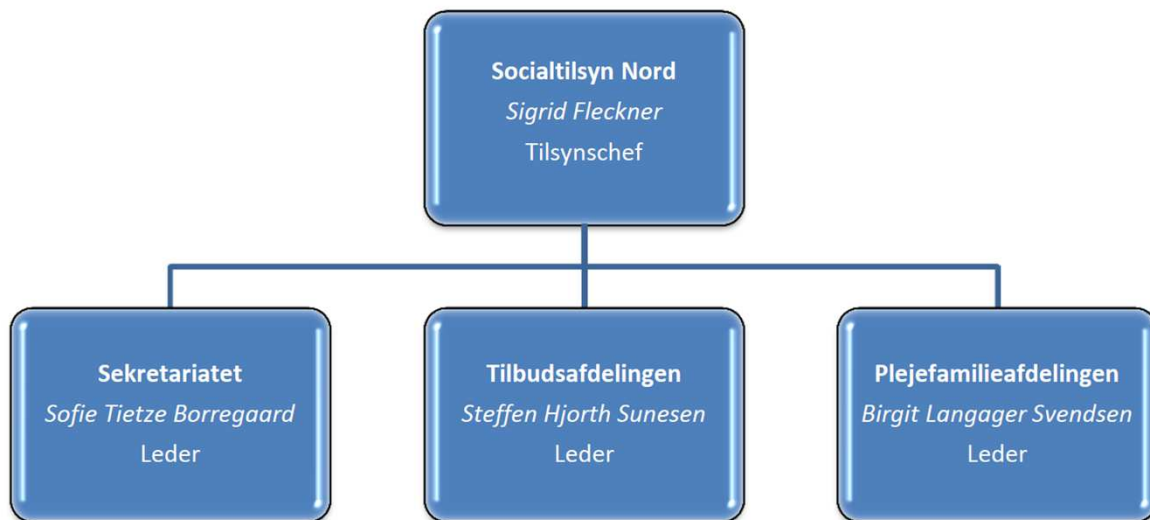 Socialtilsyn Nord
Sigrid Fleckner
Tilsynschef
Sekretariatet
Sofie Tietze Borregaard
Leder
Tilbudsafdelingen
Steffen Hjorth Sunesen
Leder
Plejefamilieafdelingen
Birgit Langager Svendsen
Leder